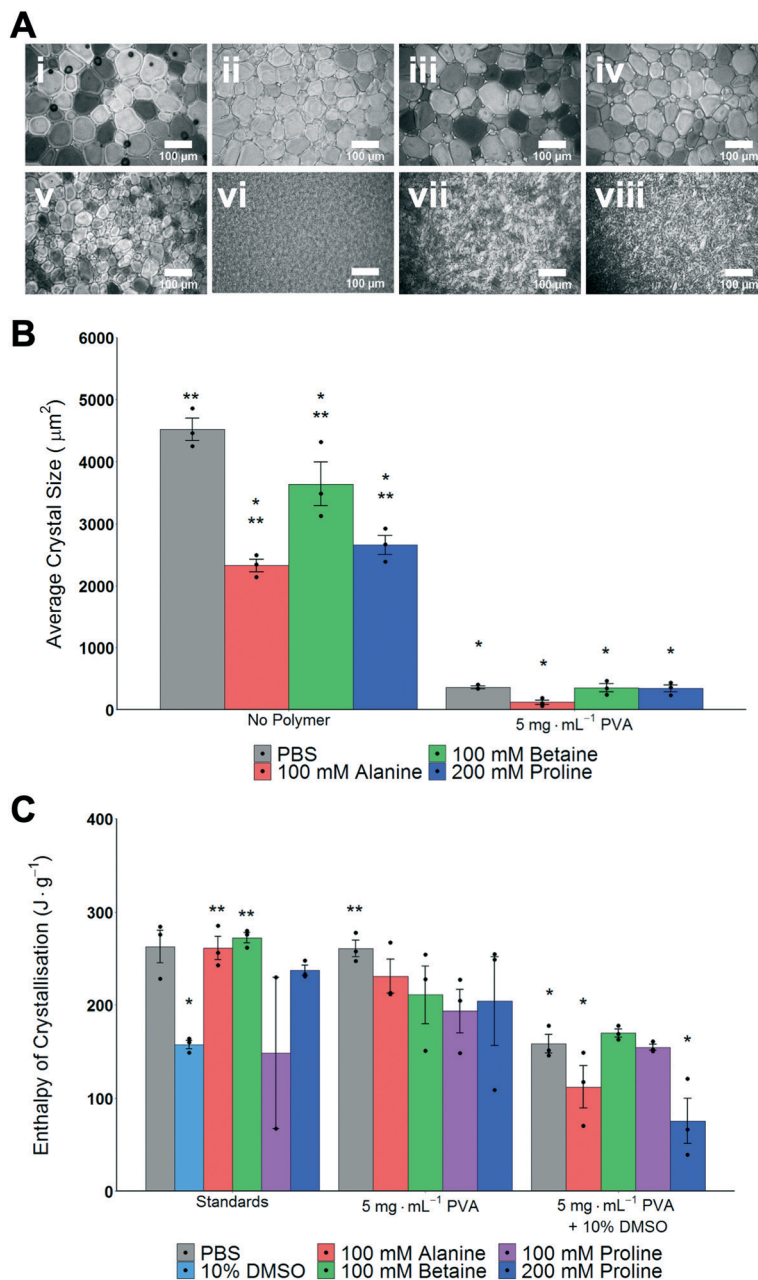 A
i ii iii iv
100 µm 100 µm 100 µm 100 µm
v vi vii viii
100 µm 100 µm 100 µm 100 µm
B
Average Crystal Size ( µm²)
6000
5000
4000
3000
2000
1000
0
** * * *
** ** **
* * * *
No Polymer 5 mg · mL⁻¹ PVA
PBS 100 mM Betaine
100 mM Alanine 200 mM Proline
C
Enthalpy of Crystallisation (J · g⁻¹)
400
300
200
100
0
* ** ** ** * * *
Standards 5 mg · mL⁻¹ PVA 5 mg · mL⁻¹ PVA
+ 10% DMSO
PBS 100 mM Alanine 100 mM Proline
10% DMSO 100 mM Betaine 200 mM Proline